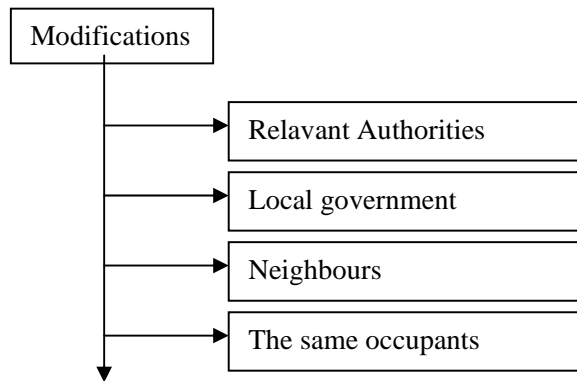 Modifications
Relavant Authorities
Local government
Neighbours
The same occupants